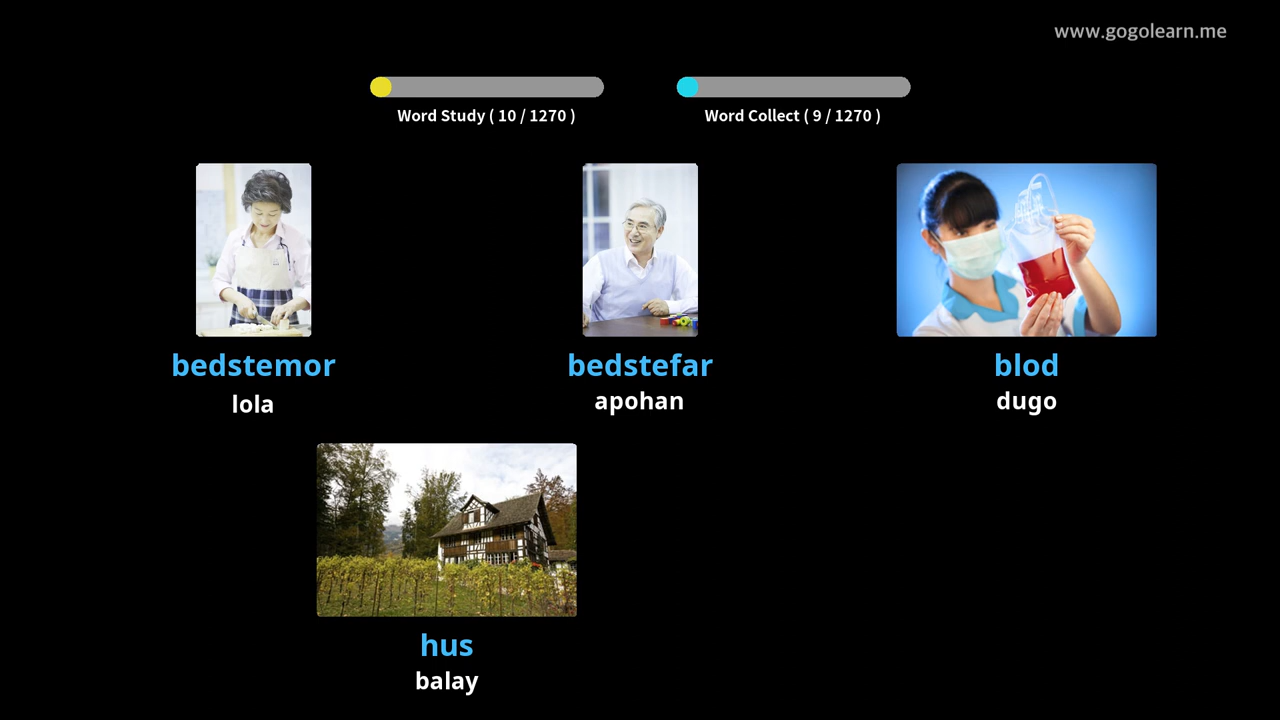 www.gogolearn.me
Word Study ( 10 / 1270 )
Word Collect ( 9 / 1270 )
bedstemor
lola
bedstefar
apohan
blod
dugo
hus
balay